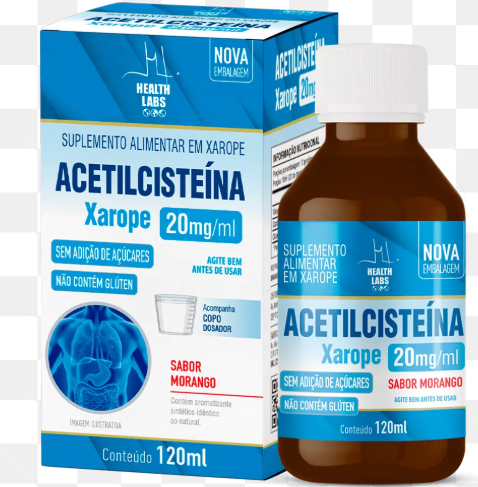 NOVA
EMBALAGEM
HEALTH
LABS
SUPLEMENTO ALIMENTAR EM XAROPE
ACETILCISTEÍNA
Xarope 20mg/ml
SEM ADIÇÃO DE AÇÚCARES
NÃO CONTÉM GLÚTEN
AGITE BEM
ANTES DE USAR
Acompanha
COPO
DOSADOR
SABOR
MORANGO
Contém aromatizante
sintético idêntico
ao natural.
IMAGEM ILUSTRATIVA
Conteúdo 120ml
ACETILCISTEÍNA
Xarope 20mg
INFORMAÇÃO NUTRICIONAL
SUPLEMENTO
ALIMENTAR
EM XAROPE
HEALTH
LABS
NOVA
EMBALAGEM
ACETILCISTEÍNA
Xarope 20mg/ml
SEM ADIÇÃO DE AÇÚCARES
SABOR MORANGO
NÃO CONTÉM GLÚTEN
AGITE BEM ANTES DE USAR
Conteúdo 120ml